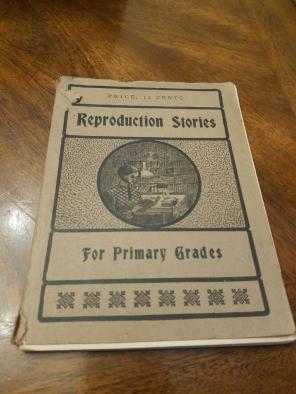 PRICE, 15 CENTS
Reproduction Stories
For Primary Grades